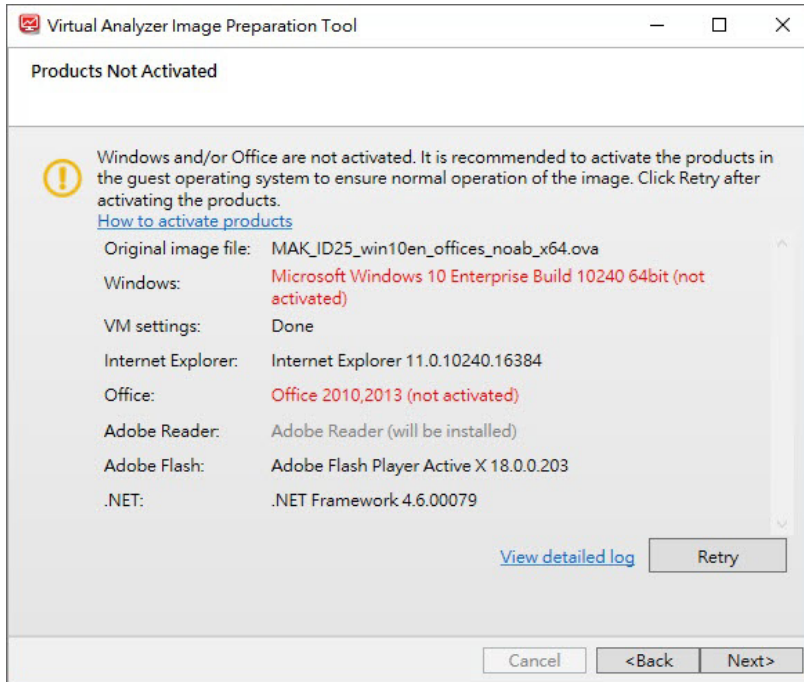 Virtual Analyzer Image Preparation Tool
Products Not Activated
Windows and/or Office are not activated. It is recommended to activate the products in
the guest operating system to ensure normal operation of the image. Click Retry after
activating the products.
How to activate products
Original image file: MAK_ID25_win10en_offices_noab_x64.ova
Windows: Microsoft Windows 10 Enterprise Build 10240 64bit (not
activated)
VM settings: Done
Internet Explorer: Internet Explorer 11.0.10240.16384
Office: Office 2010,2013 (not activated)
Adobe Reader: Adobe Reader (will be installed)
Adobe Flash: Adobe Flash Player Active X 18.0.0.203
.NET: .NET Framework 4.6.00079
View detailed log Retry
Cancel <Back Next>